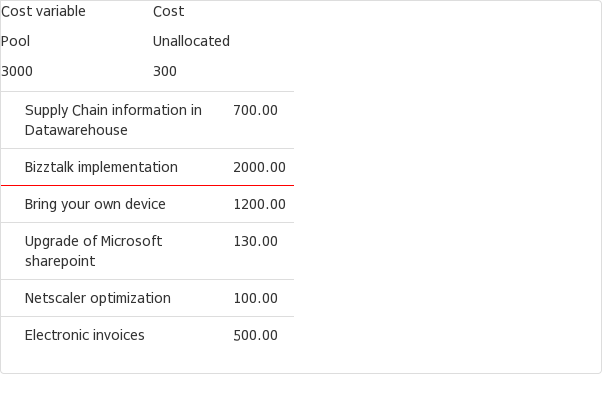 Cost variable Cost
Pool Unallocated
3000 300
Supply Chain information in 700.00
Datawarehouse
Bizztalk implementation 2000.00
Bring your own device 1200.00
Upgrade of Microsoft 130.00
sharepoint
Netscaler optimization 100.00
Electronic invoices 500.00